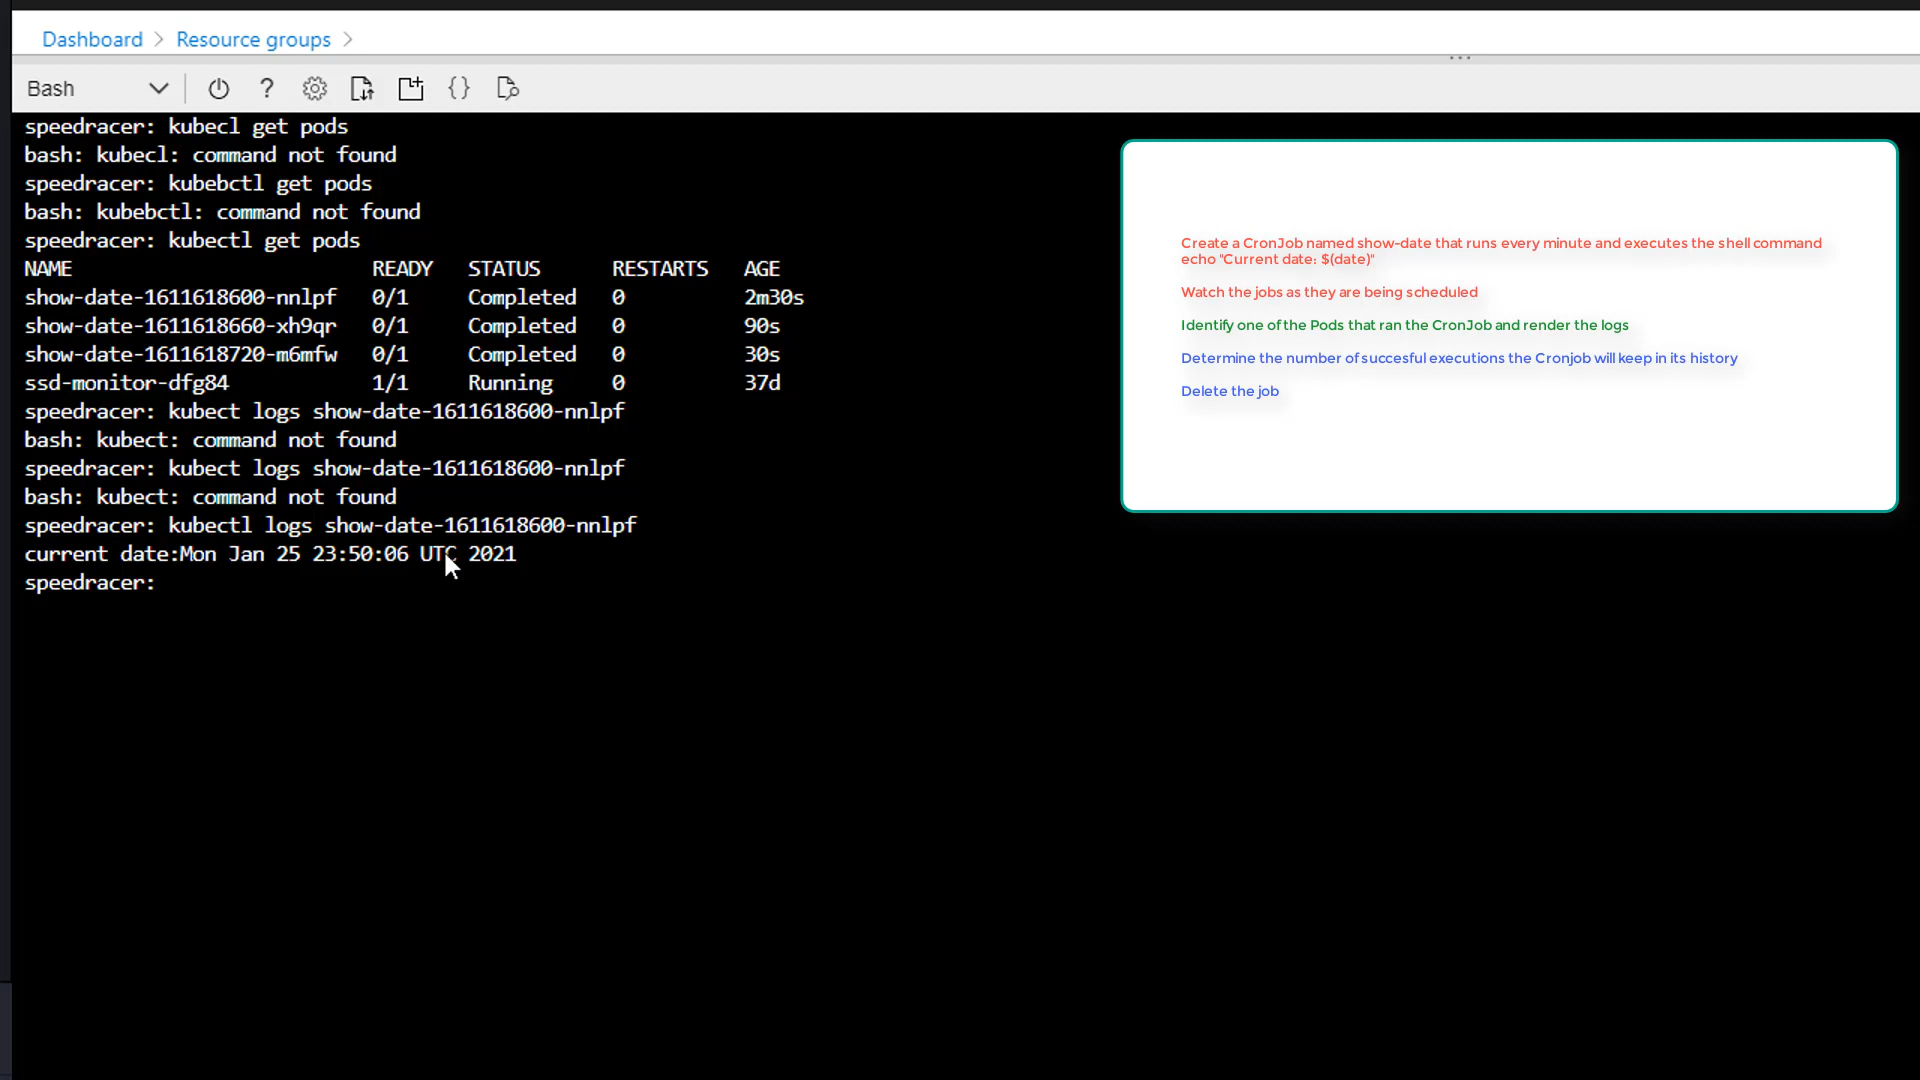 Dashboard > Resource groups >
Bash
speedracer: kubecl get pods
bash: kubecl: command not found
speedracer: kubebctl get pods
bash: kubebctl: command not found
speedracer: kubectl get pods
NAME READY STATUS RESTARTS AGE
show-date-1611618600-nnlpf 0/1 Completed 0 2m30s
show-date-1611618660-xh9qr 0/1 Completed 0 90s
show-date-1611618720-m6mfw 0/1 Completed 0 30s
ssd-monitor-dfg84 1/1 Running 0 37d
speedracer: kubect logs show-date-1611618600-nnlpf
bash: kubect: command not found
speedracer: kubect logs show-date-1611618600-nnlpf
bash: kubect: command not found
speedracer: kubectl logs show-date-1611618600-nnlpf
current date:Mon Jan 25 23:50:06 UTC 2021
speedracer:
Create a CronJob named show-date that runs every minute and executes the shell command
echo "Current date: $(date)"
Watch the jobs as they are being scheduled
Identify one of the Pods that ran the CronJob and render the logs
Determine the number of succesful executions the Cronjob will keep in its history
Delete the job